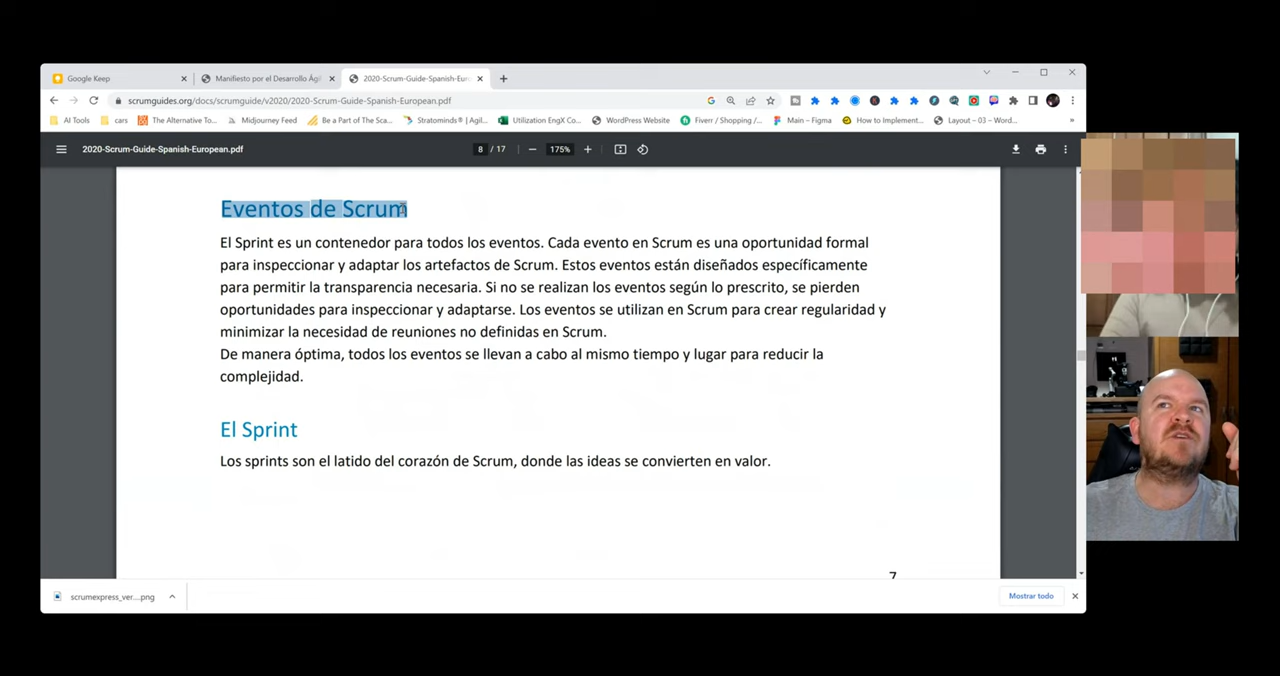 Google Keep
Manifiesto por el Desarrollo Ági
2020-Scrum-Guide-Spanish-Euro
scrumguides.org/docs/scrumguide/v2020/2020-Scrum-Guide-Spanish-European.pdf
AI Tools
cars
The Alternative To...
Midjourney Feed
Be a Part of The Sca...
Stratominds® | Agil...
Utilization EngX Co...
WordPress Website
Fiverr / Shopping /...
Main – Figma
How to Implement...
Layout – 03 – Word...
2020-Scrum-Guide-Spanish-European.pdf
8 / 17
175%
Eventos de Scrum
El Sprint es un contenedor para todos los eventos. Cada evento en Scrum es una oportunidad formal
para inspeccionar y adaptar los artefactos de Scrum. Estos eventos están diseñados específicamente
para permitir la transparencia necesaria. Si no se realizan los eventos según lo prescrito, se pierden
oportunidades para inspeccionar y adaptarse. Los eventos se utilizan en Scrum para crear regularidad y
minimizar la necesidad de reuniones no definidas en Scrum.
De manera óptima, todos los eventos se llevan a cabo al mismo tiempo y lugar para reducir la
complejidad.
El Sprint
Los sprints son el latido del corazón de Scrum, donde las ideas se convierten en valor.
7
scrumexpress_ver....png
Mostrar todo